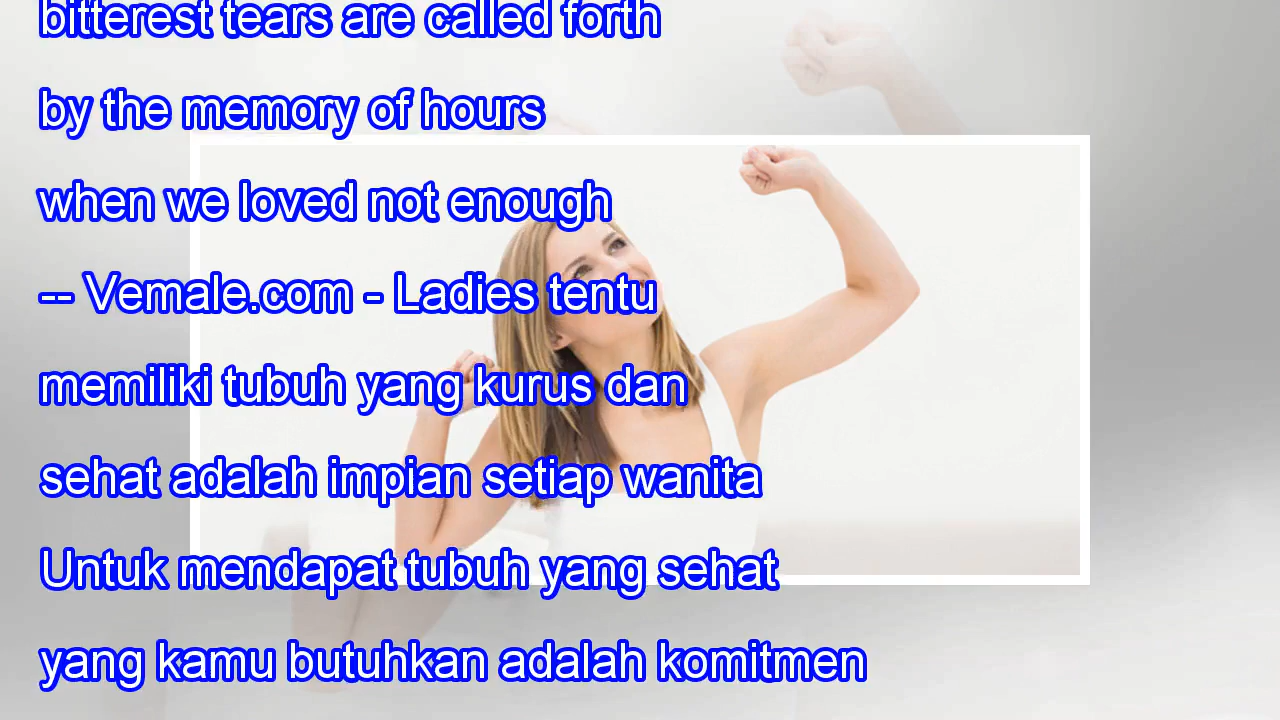 bitterest tears are called forth
by the memory of hours
when we loved not enough
-- Vemale.com - Ladies tentu
memiliki tubuh yang kurus dan
sehat adalah impian setiap wanita
Untuk mendapat tubuh yang sehat
yang kamu butuhkan adalah komitmen